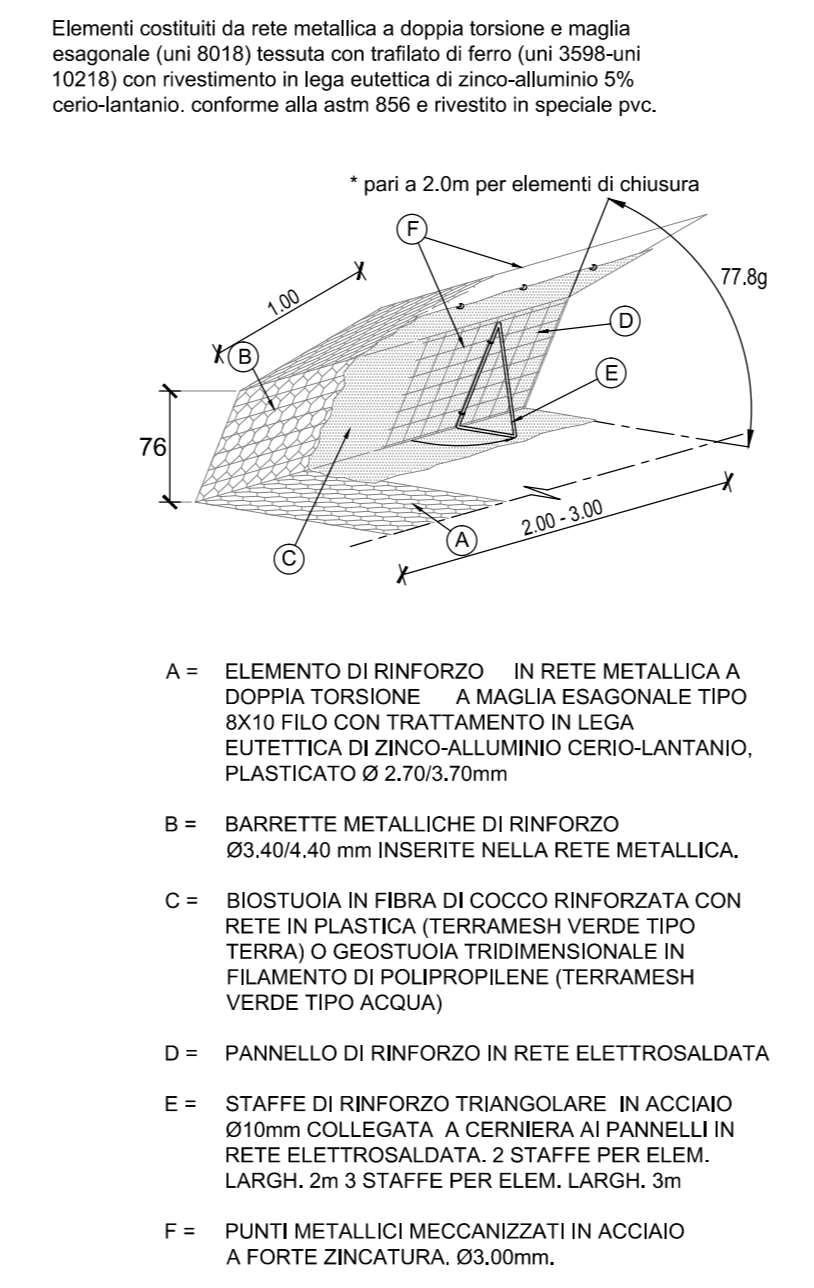 Elementi costituiti da rete metallica a doppia torsione e maglia
esagonale (uni 8018) tessuta con trafilato di ferro (uni 3598-uni
10218) con rivestimento in lega eutettica di zinco-alluminio 5%
cerio-lantanio. conforme alla astm 856 e rivestito in speciale pvc.
* pari a 2.0m per elementi di chiusura
F
77.8g
1.00
D
B
E
76
2.00 - 3.00
A
C
A = ELEMENTO DI RINFORZO IN RETE METALLICA A
DOPPIA TORSIONE A MAGLIA ESAGONALE TIPO
8X10 FILO CON TRATTAMENTO IN LEGA
EUTETTICA DI ZINCO-ALLUMINIO CERIO-LANTANIO,
PLASTICATO Ø 2.70/3.70mm
B = BARRETTE METALLICHE DI RINFORZO
Ø3.40/4.40 mm INSERITE NELLA RETE METALLICA.
C = BIOSTUOIA IN FIBRA DI COCCO RINFORZATA CON
RETE IN PLASTICA (TERRAMESH VERDE TIPO
TERRA) O GEOSTUOIA TRIDIMENSIONALE IN
FILAMENTO DI POLIPROPILENE (TERRAMESH
VERDE TIPO ACQUA)
D = PANNELLO DI RINFORZO IN RETE ELETTROSALDATA
E = STAFFE DI RINFORZO TRIANGOLARE IN ACCIAIO
Ø10mm COLLEGATA A CERNIERA AI PANNELLI IN
RETE ELETTROSALDATA. 2 STAFFE PER ELEM.
LARGH. 2m 3 STAFFE PER ELEM. LARGH. 3m
F = PUNTI METALLICI MECCANIZZATI IN ACCIAIO
A FORTE ZINCATURA, Ø3.00mm.